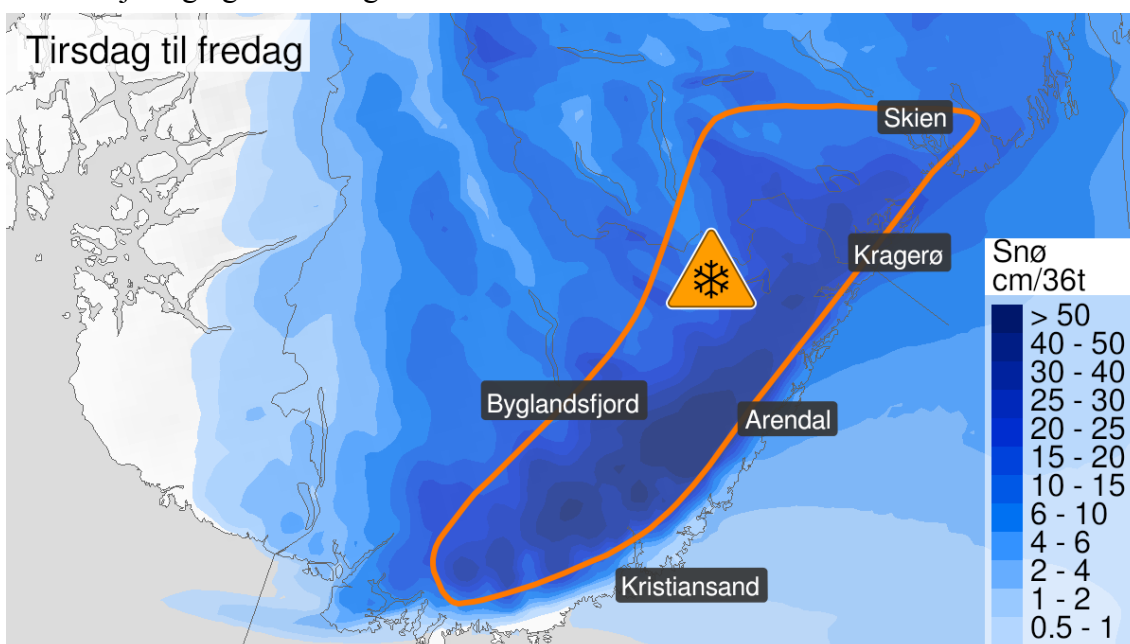 Tirsdag til fredag
Skien
Kragerø
Snø
cm/36t
> 50
40 - 50
30 - 40
25 - 30
20 - 25
15 - 20
10 - 15
6 - 10
4 - 6
2 - 4
1 - 2
0.5 - 1
Byglandsfjord
Arendal
Kristiansand